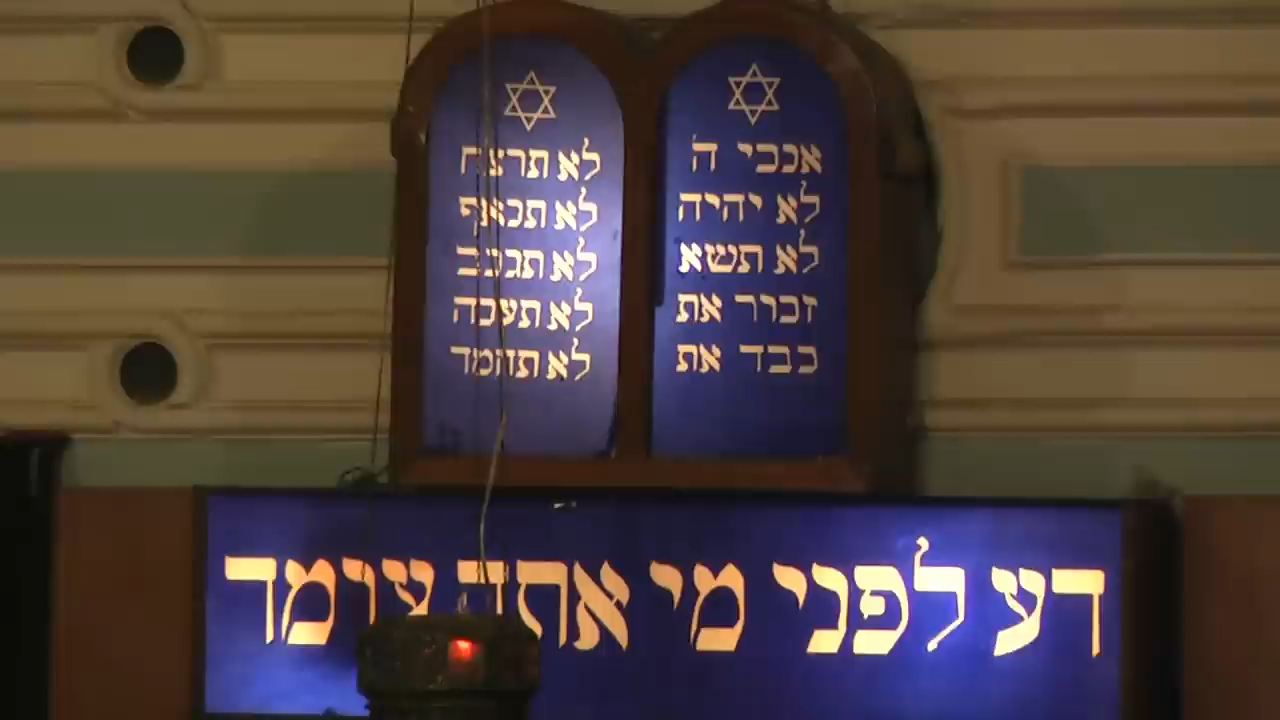 אנכי ה
לא יהיה
לא תשא
זכור את
כבד את
לא תרצח
לא תנאף
לא תגנב
לא תענה
לא תחמד
דע לפני מי אתה עומד